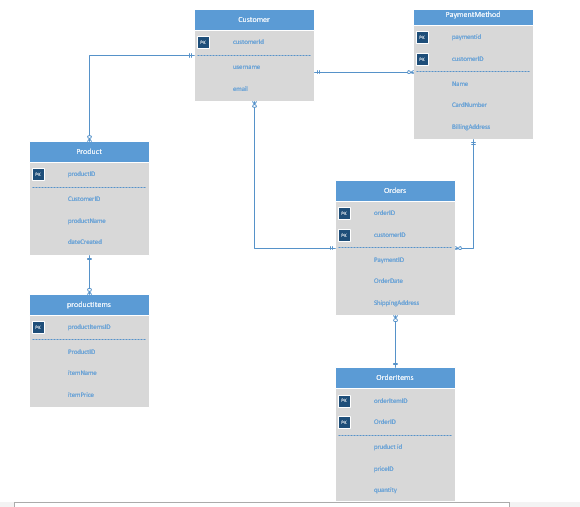 Customer
PK customerId
username
email
PaymentMethod
PK paymentid
PK customerID
Name
CardNumber
BillingAddress
Product
PK productID
CustomerID
productName
dateCreated
Orders
PK orderID
PK customerID
PaymentID
OrderDate
ShippingAddress
productItems
PK productItemsID
ProductID
ItemName
ItemPrice
OrderItems
PK orderItemID
PK OrderID
product id
priceID
quantity